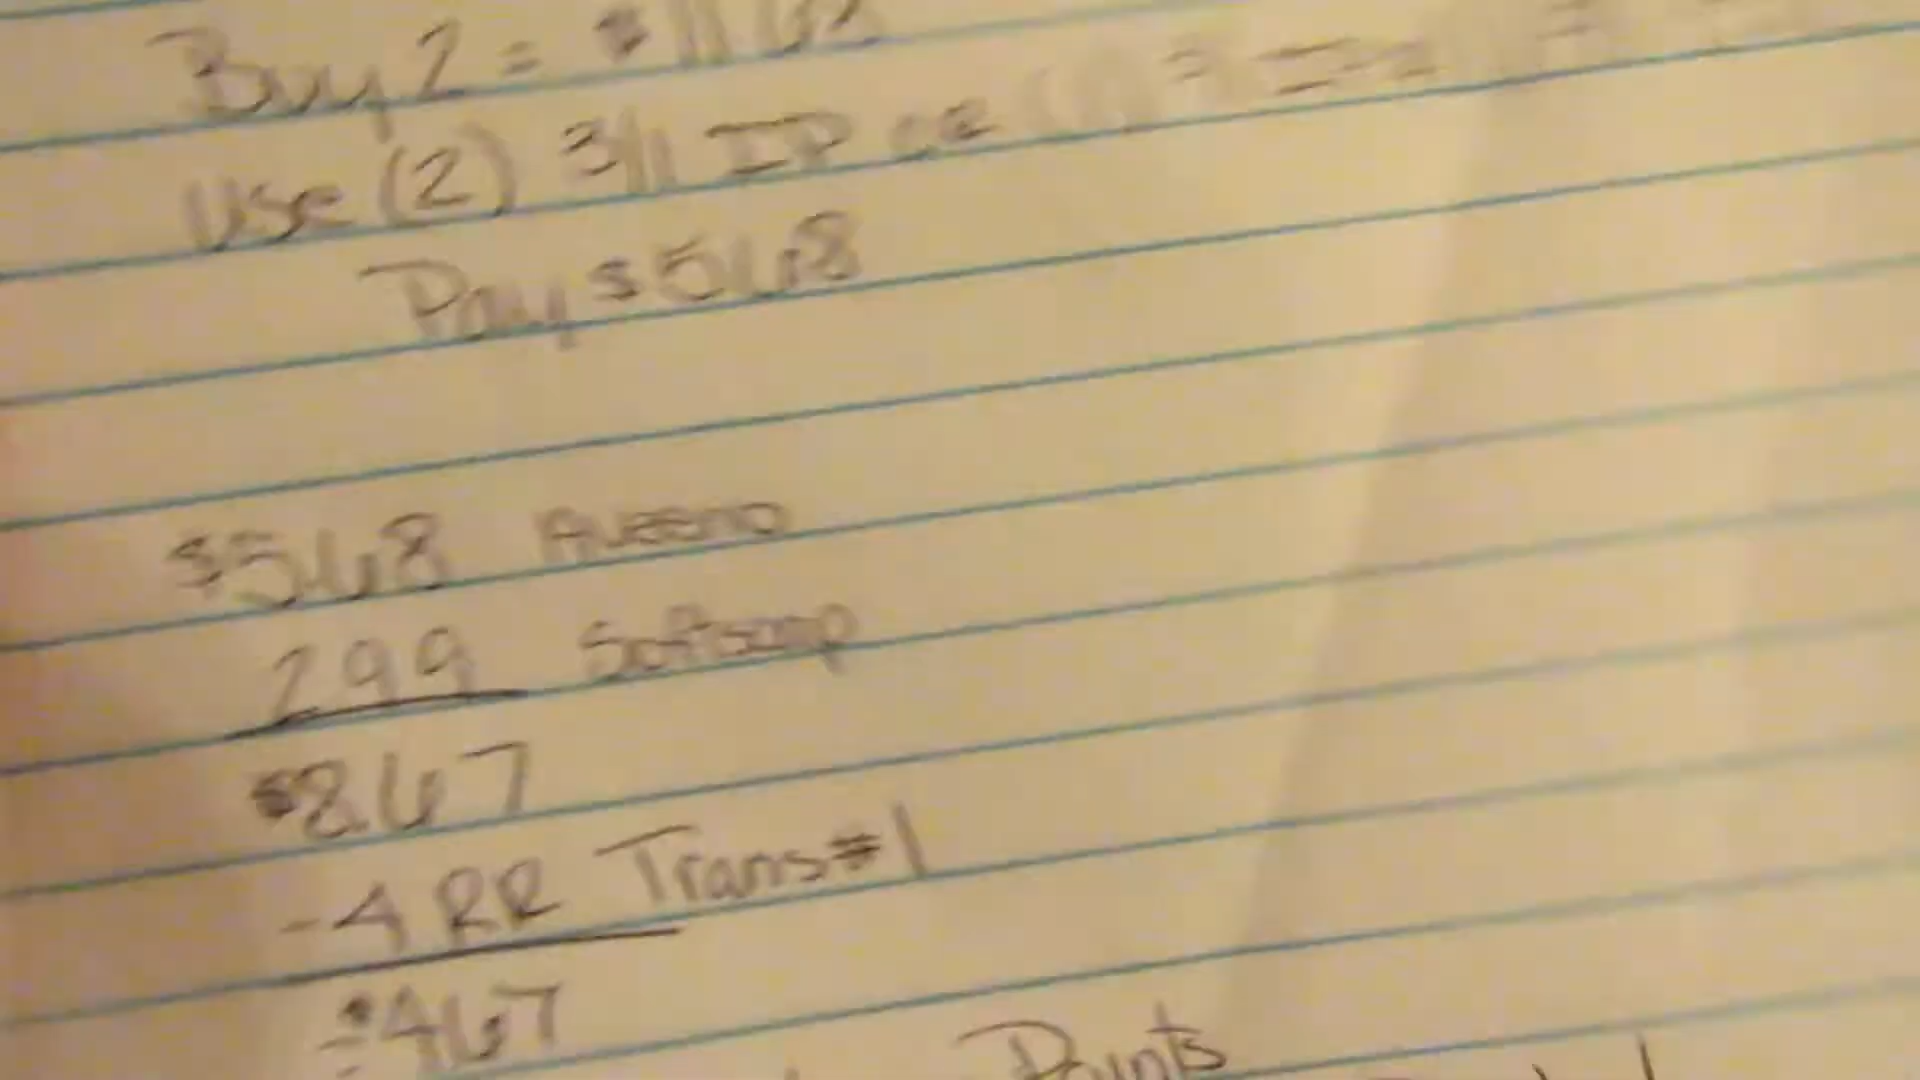 Buy 2 = $11.68
Use (2) 3/1 IP
Pay $5.68
$5.68 Aveeno
2.99 Softsoap
$8.67
-4 RR Trans#1
= $4.67
Points